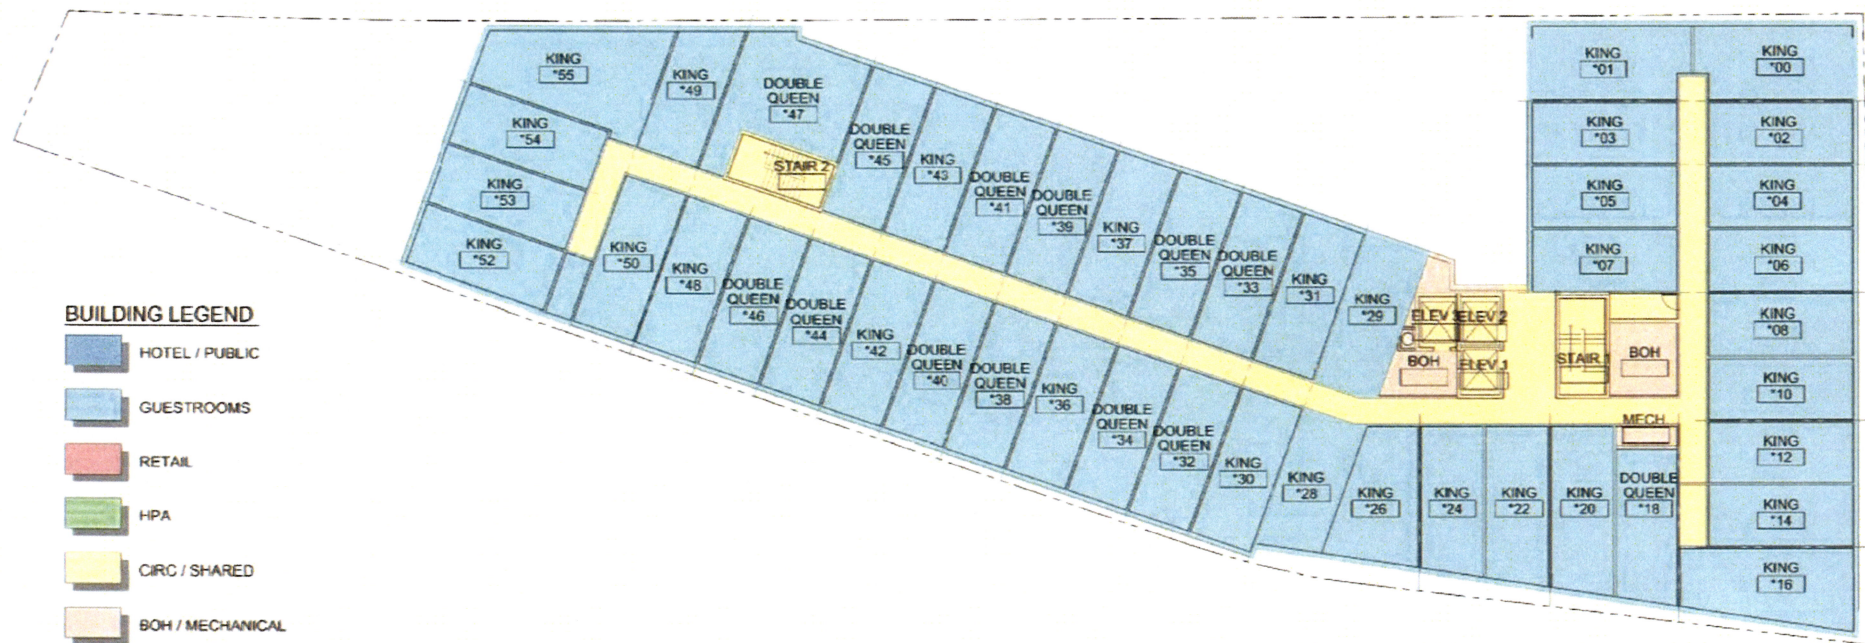 KING
*55
KING
*49
DOUBLE
QUEEN
*47
KING
*54
KING
*53
KING
*52
STAIR 2
DOUBLE
QUEEN
*45
KING
*43
DOUBLE
QUEEN
*41
DOUBLE
QUEEN
*39
KING
*37
DOUBLE
QUEEN
*35
DOUBLE
QUEEN
*33
KING
*31
KING
*29
KING
*50
KING
*48
DOUBLE
QUEEN
*46
DOUBLE
QUEEN
*44
KING
*42
DOUBLE
QUEEN
*40
DOUBLE
QUEEN
*38
KING
*36
DOUBLE
QUEEN
*34
DOUBLE
QUEEN
*32
KING
*30
KING
*28
KING
*26
KING
*24
KING
*22
KING
*20
DOUBLE
QUEEN
*18
ELEV 3
ELEV 2
BOH
ELEV 1
STAIR 1
BOH
MECH.
KING
*01
KING
*00
KING
*03
KING
*02
KING
*05
KING
*04
KING
*07
KING
*06
KING
*08
KING
*10
KING
*12
KING
*14
KING
*16
BUILDING LEGEND
HOTEL / PUBLIC
GUESTROOMS
RETAIL
HPA
CIRC / SHARED
BOH / MECHANICAL